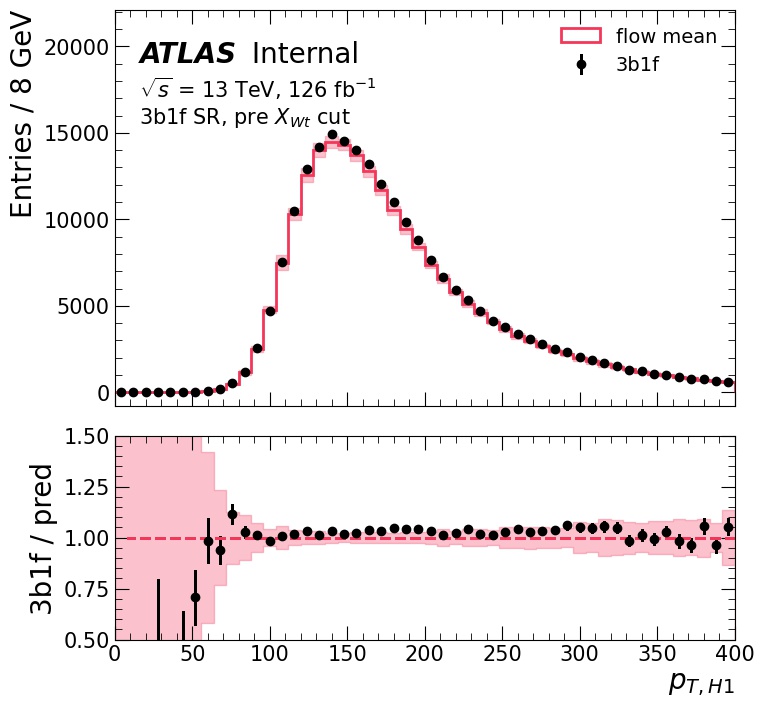 Entries / 8 GeV
20000
15000
10000
5000
0
ATLAS Internal
√s = 13 TeV, 126 fb⁻¹
3b1f SR, pre X_Wt cut
flow mean
3b1f
3b1f / pred
1.50
1.25
1.00
0.75
0.50
0 50 100 150 200 250 300 350 400
p_T,H1